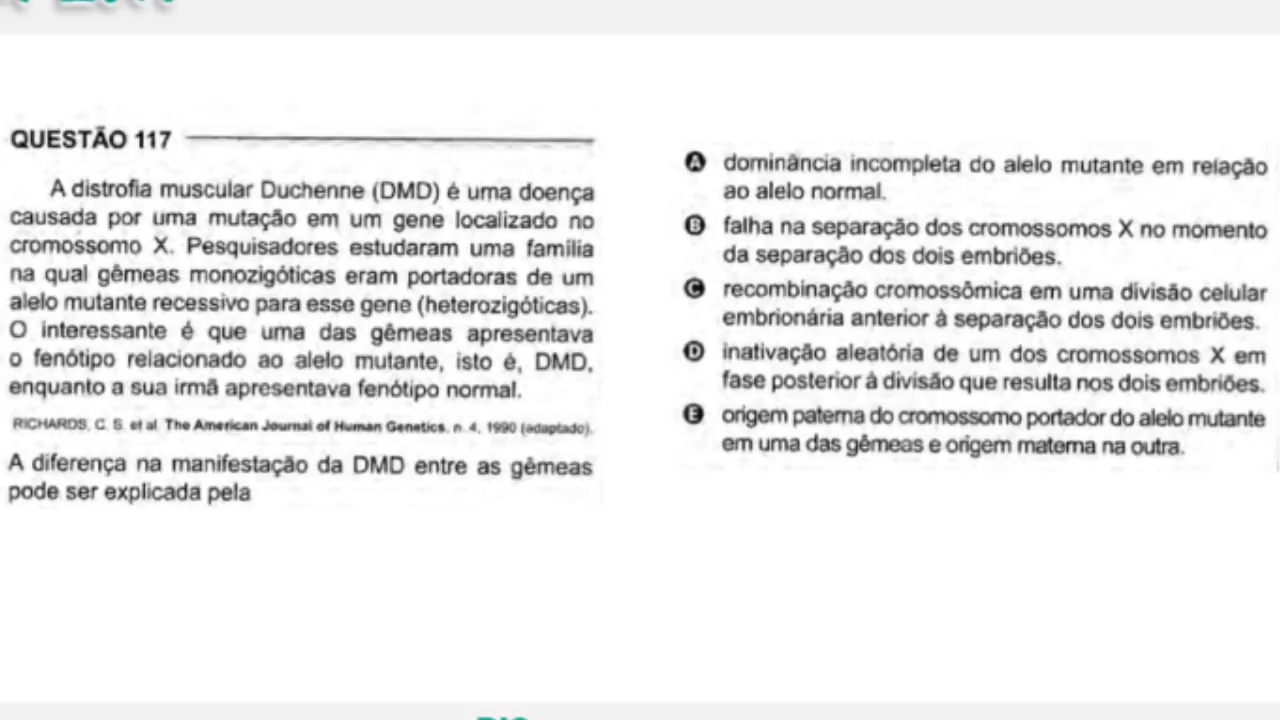 QUESTÃO 117
A distrofia muscular Duchenne (DMD) é uma doença
causada por uma mutação em um gene localizado no
cromossomo X. Pesquisadores estudaram uma família
na qual gêmeas monozigóticas eram portadoras de um
alelo mutante recessivo para esse gene (heterozigóticas).
O interessante é que uma das gêmeas apresentava
o fenótipo relacionado ao alelo mutante, isto é, DMD,
enquanto a sua irmã apresentava fenótipo normal.
RICHARDS, C. S. et al. The American Journal of Human Genetics, n. 4, 1990 (adaptado).
A diferença na manifestação da DMD entre as gêmeas
pode ser explicada pela
A dominância incompleta do alelo mutante em relação
ao alelo normal.
B falha na separação dos cromossomos X no momento
da separação dos dois embriões.
C recombinação cromossômica em uma divisão celular
embrionária anterior à separação dos dois embriões.
D inativação aleatória de um dos cromossomos X em
fase posterior à divisão que resulta nos dois embriões.
E origem paterna do cromossomo portador do alelo mutante
em uma das gêmeas e origem materna na outra.